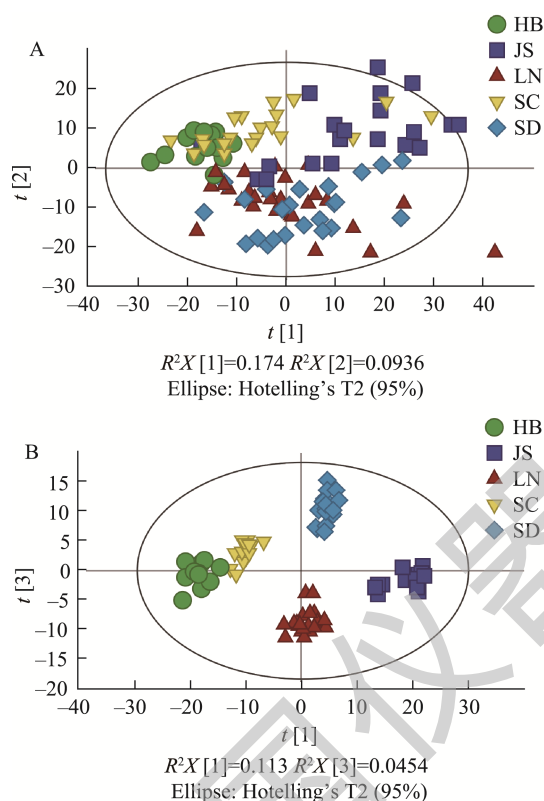 A
HB
JS
LN
SC
SD
20
10
0
–10
–20
–30
–40 –30 –20 –10 0 10 20 30 40
t [2]
t [1]
R²X [1]=0.174 R²X [2]=0.0936
Ellipse: Hotelling's T2 (95%)
B
HB
JS
LN
SC
SD
15
10
5
0
–5
–10
–15
–20
–40 –30 –20 –10 0 10 20 30
t [3]
t [1]
R²X [1]=0.113 R²X [3]=0.0454
Ellipse: Hotelling's T2 (95%)
仪器